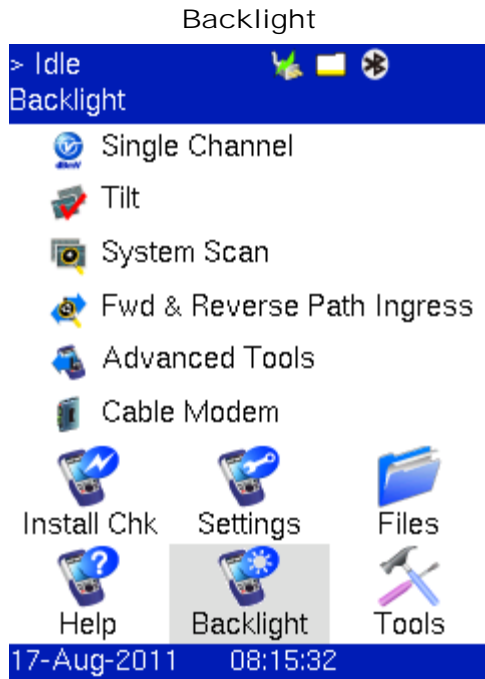 Backlight
> Idle
Backlight
Single Channel
Tilt
System Scan
Fwd & Reverse Path Ingress
Advanced Tools
Cable Modem
Install Chk Settings Files
Help Backlight Tools
17-Aug-2011 08:15:32